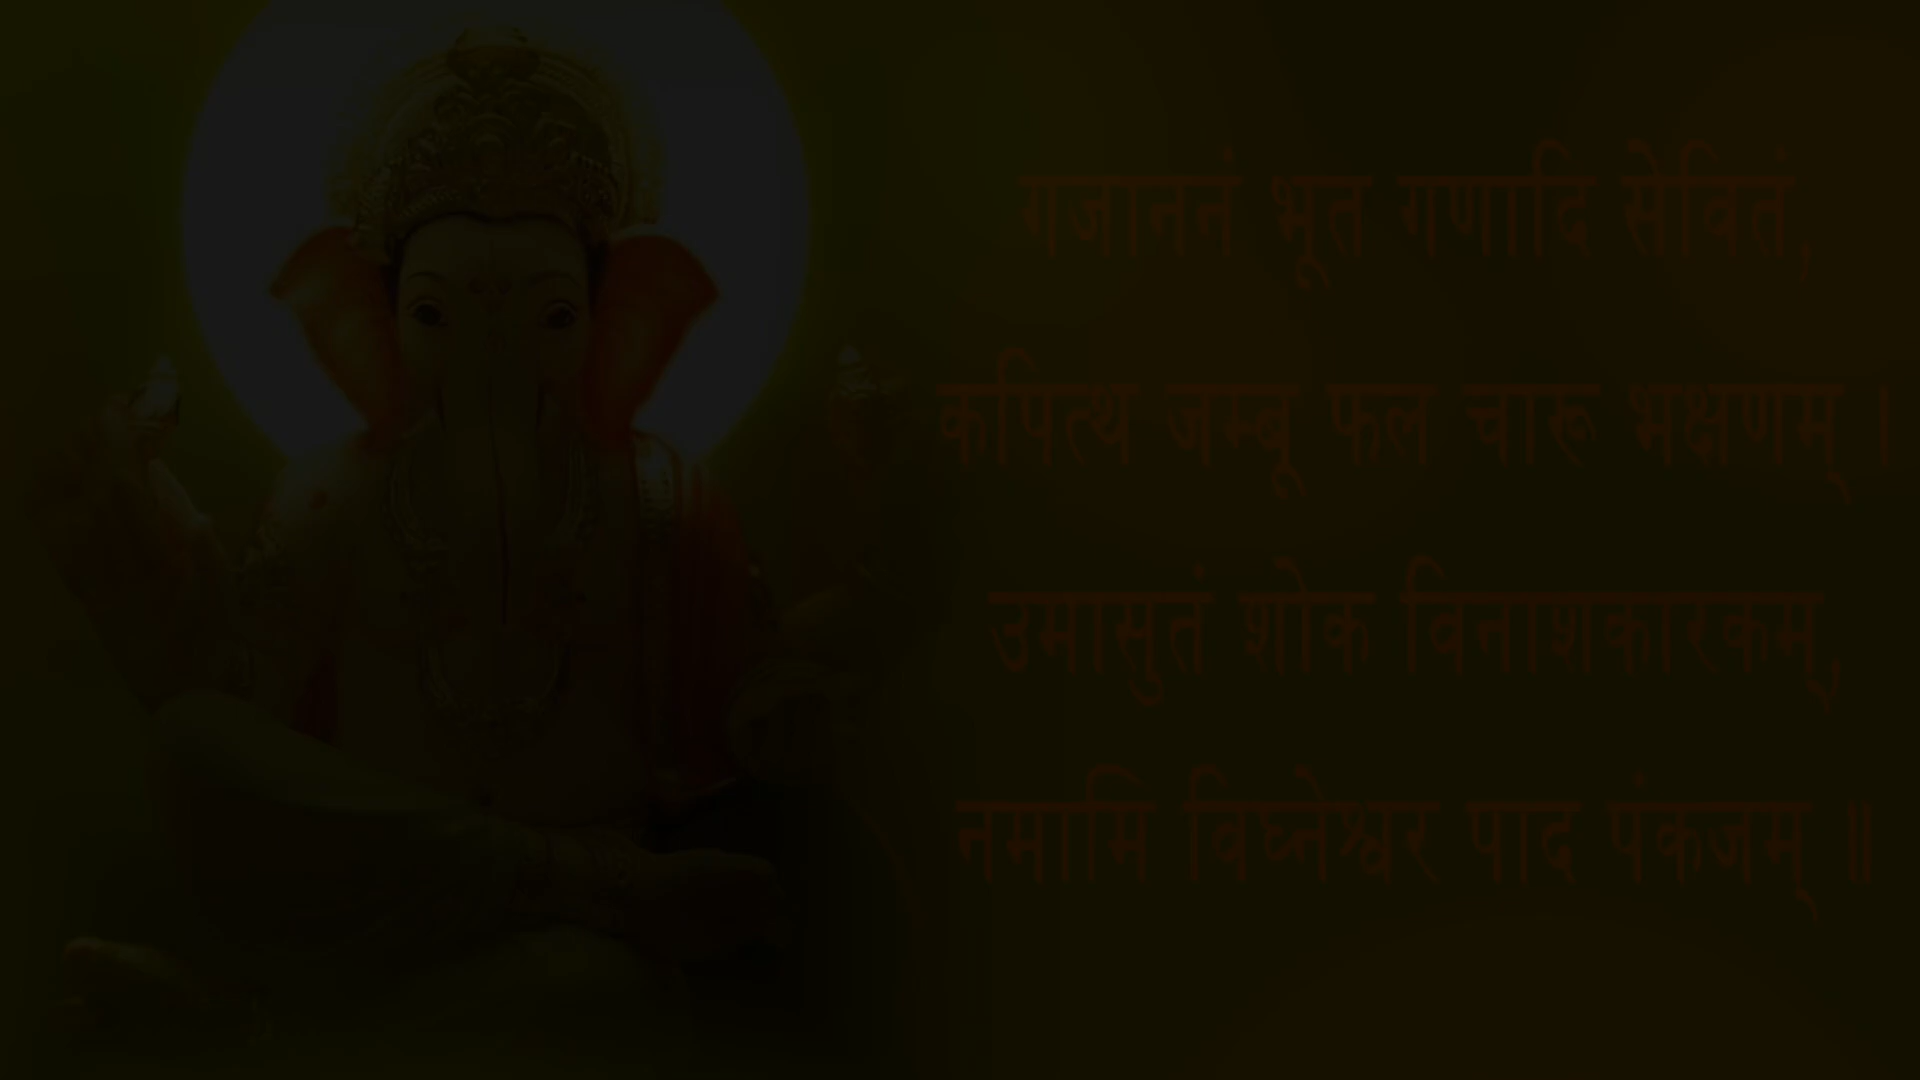 गजाननं भूत गणादि सेवितं,
कपित्थ जम्बू फल चारू भक्षणम् ।
उमासुतं शोक विनाशकारकम्,
नमामि विघ्नेश्वर पाद पंकजम् ॥